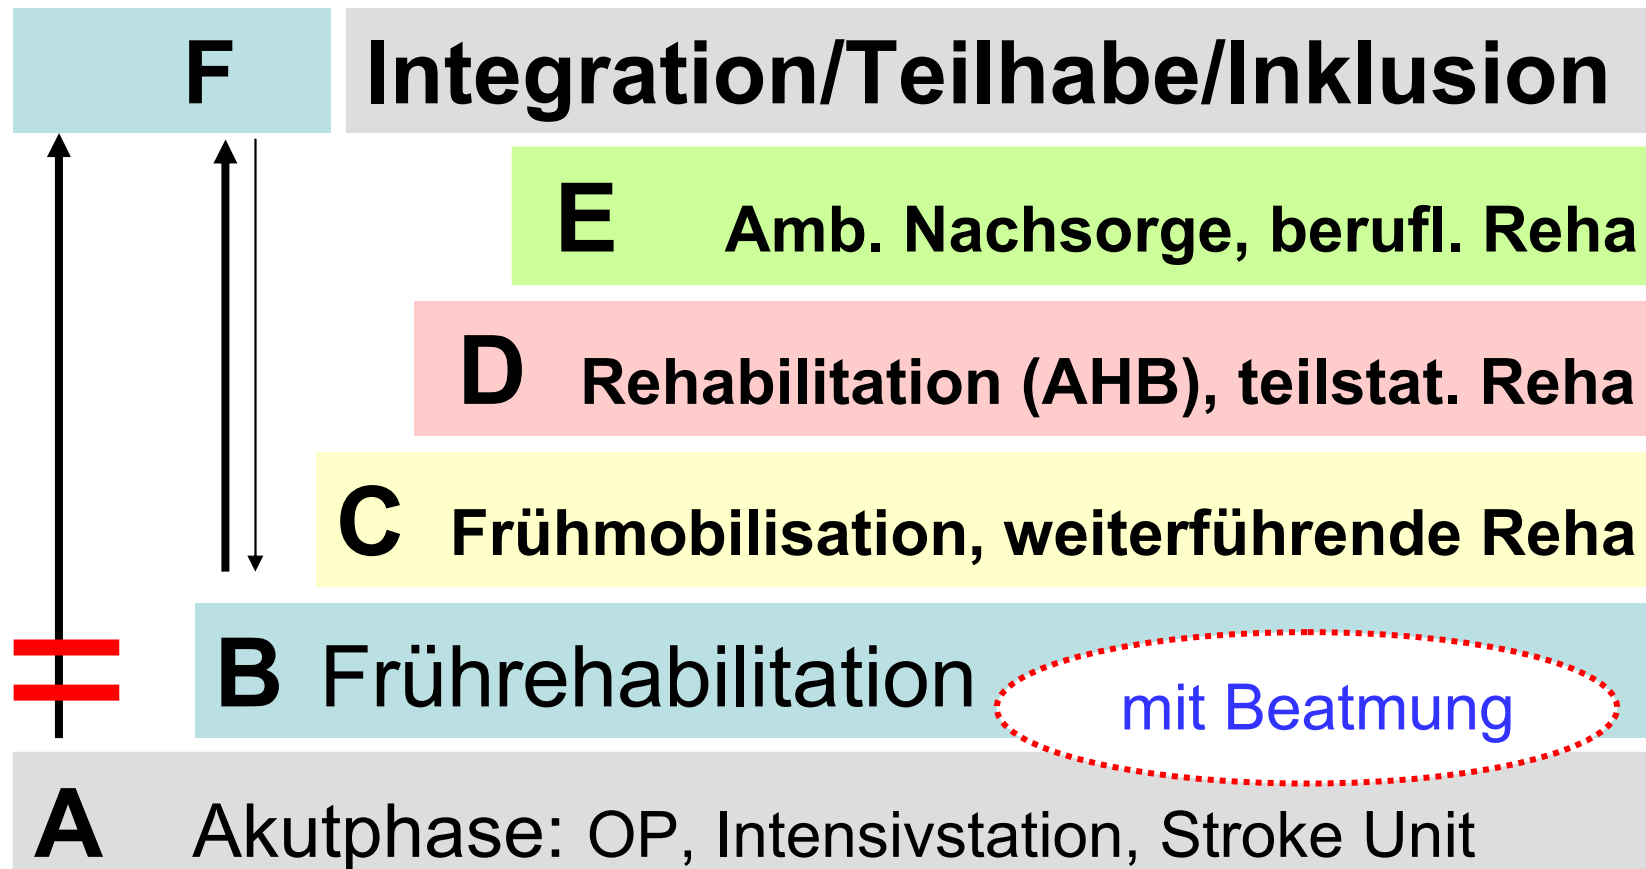 F Integration/Teilhabe/Inklusion
E Amb. Nachsorge, berufl. Reha
D Rehabilitation (AHB), teilstat. Reha
C Frühmobilisation, weiterführende Reha
B Frührehabilitation mit Beatmung
A Akutphase: OP, Intensivstation, Stroke Unit